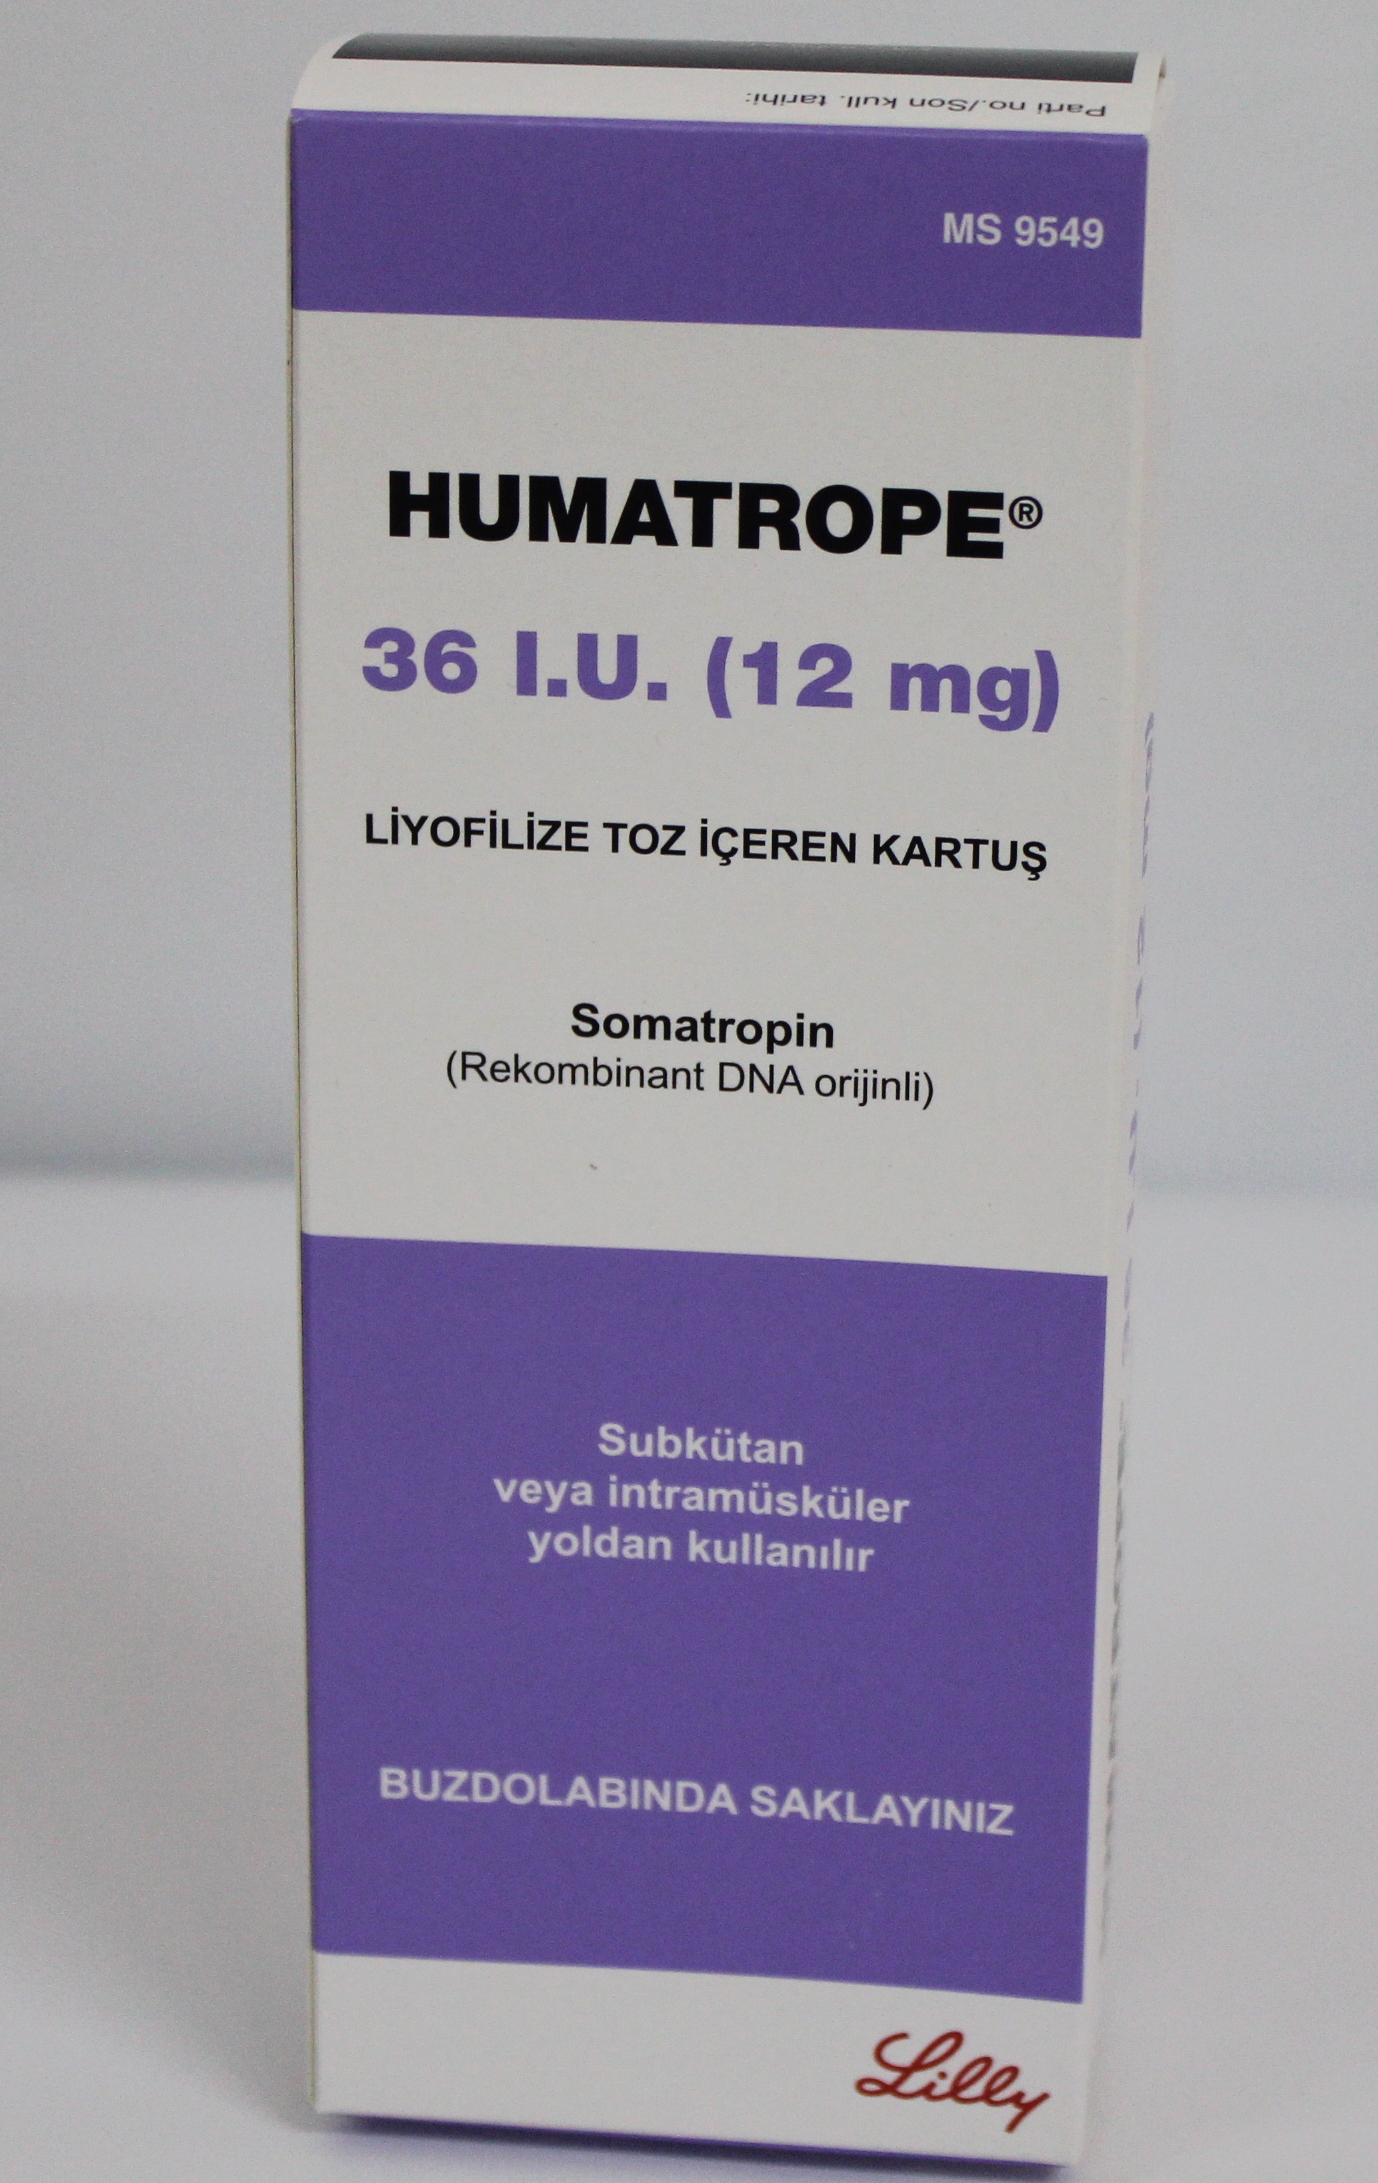 Parti no./Son kull. tarihi:
MS 9549
HUMATROPE®
36 I.U. (12 mg)
LİYOFİLİZE TOZ İÇEREN KARTUŞ
Somatropin
(Rekombinant DNA orijinli)
Subkütan
veya intramüsküler
yoldan kullanılır
BUZDOLABINDA SAKLAYINIZ
Lilly